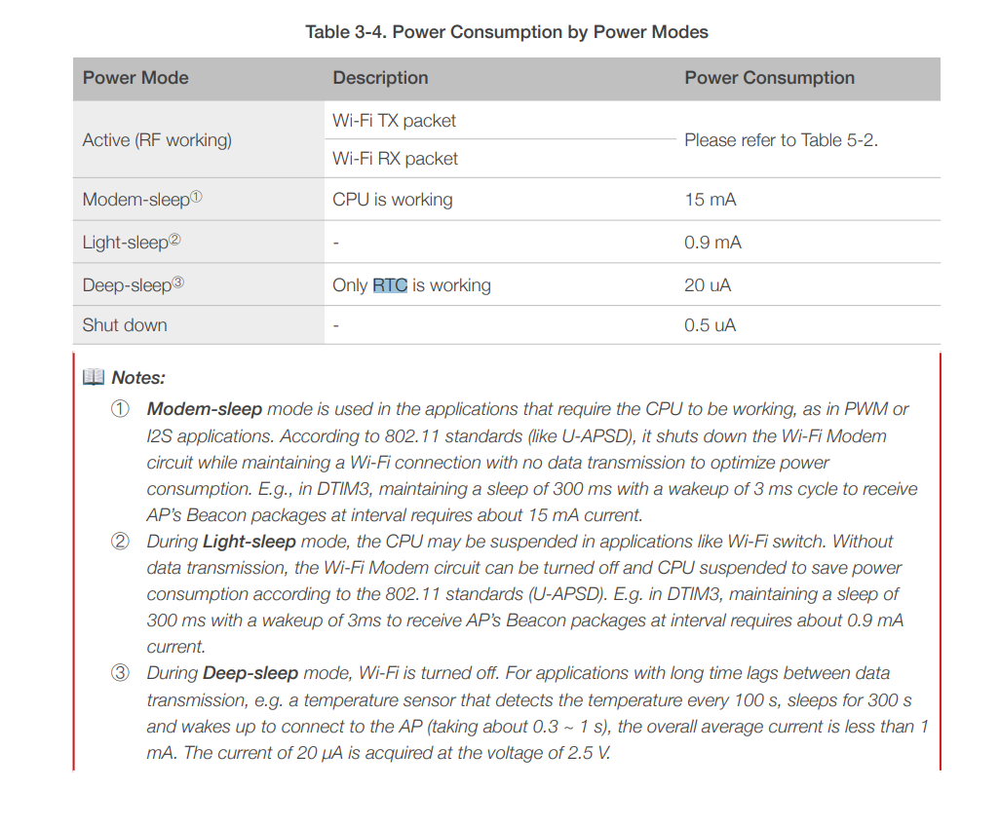 Table 3-4. Power Consumption by Power Modes
Power Mode Description Power Consumption
Active (RF working) Wi-Fi TX packet Please refer to Table 5-2.
Wi-Fi RX packet
Modem-sleep① CPU is working 15 mA
Light-sleep② - 0.9 mA
Deep-sleep③ Only RTC is working 20 uA
Shut down - 0.5 uA
Notes:
① Modem-sleep mode is used in the applications that require the CPU to be working, as in PWM or
I2S applications. According to 802.11 standards (like U-APSD), it shuts down the Wi-Fi Modem
circuit while maintaining a Wi-Fi connection with no data transmission to optimize power
consumption. E.g., in DTIM3, maintaining a sleep of 300 ms with a wakeup of 3 ms cycle to receive
AP's Beacon packages at interval requires about 15 mA current.
② During Light-sleep mode, the CPU may be suspended in applications like Wi-Fi switch. Without
data transmission, the Wi-Fi Modem circuit can be turned off and CPU suspended to save power
consumption according to the 802.11 standards (U-APSD). E.g. in DTIM3, maintaining a sleep of
300 ms with a wakeup of 3ms to receive AP's Beacon packages at interval requires about 0.9 mA
current.
③ During Deep-sleep mode, Wi-Fi is turned off. For applications with long time lags between data
transmission, e.g. a temperature sensor that detects the temperature every 100 s, sleeps for 300 s
and wakes up to connect to the AP (taking about 0.3 ~ 1 s), the overall average current is less than 1
mA. The current of 20 μA is acquired at the voltage of 2.5 V.